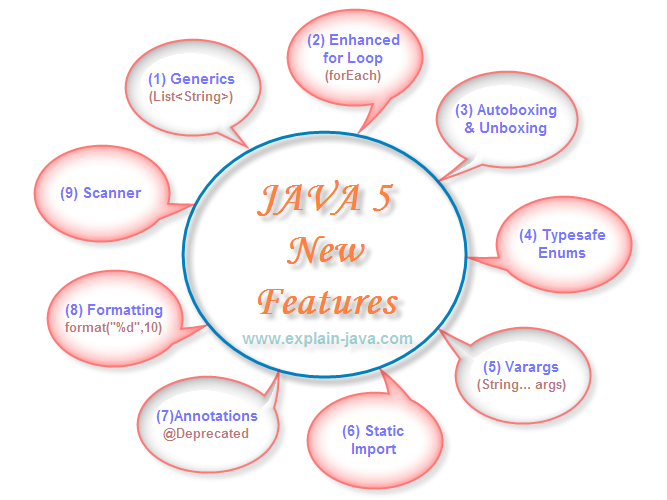 (2) Enhanced
for Loop
(forEach)
(1) Generics
(List<String>)
(3) Autoboxing
& Unboxing
(9) Scanner
JAVA 5
New
Features
www.explain-java.com
(4) Typesafe
Enums
(8) Formatting
format("%d",10)
(5) Varargs
(String... args)
(7)Annotations
@Deprecated
(6) Static
Import